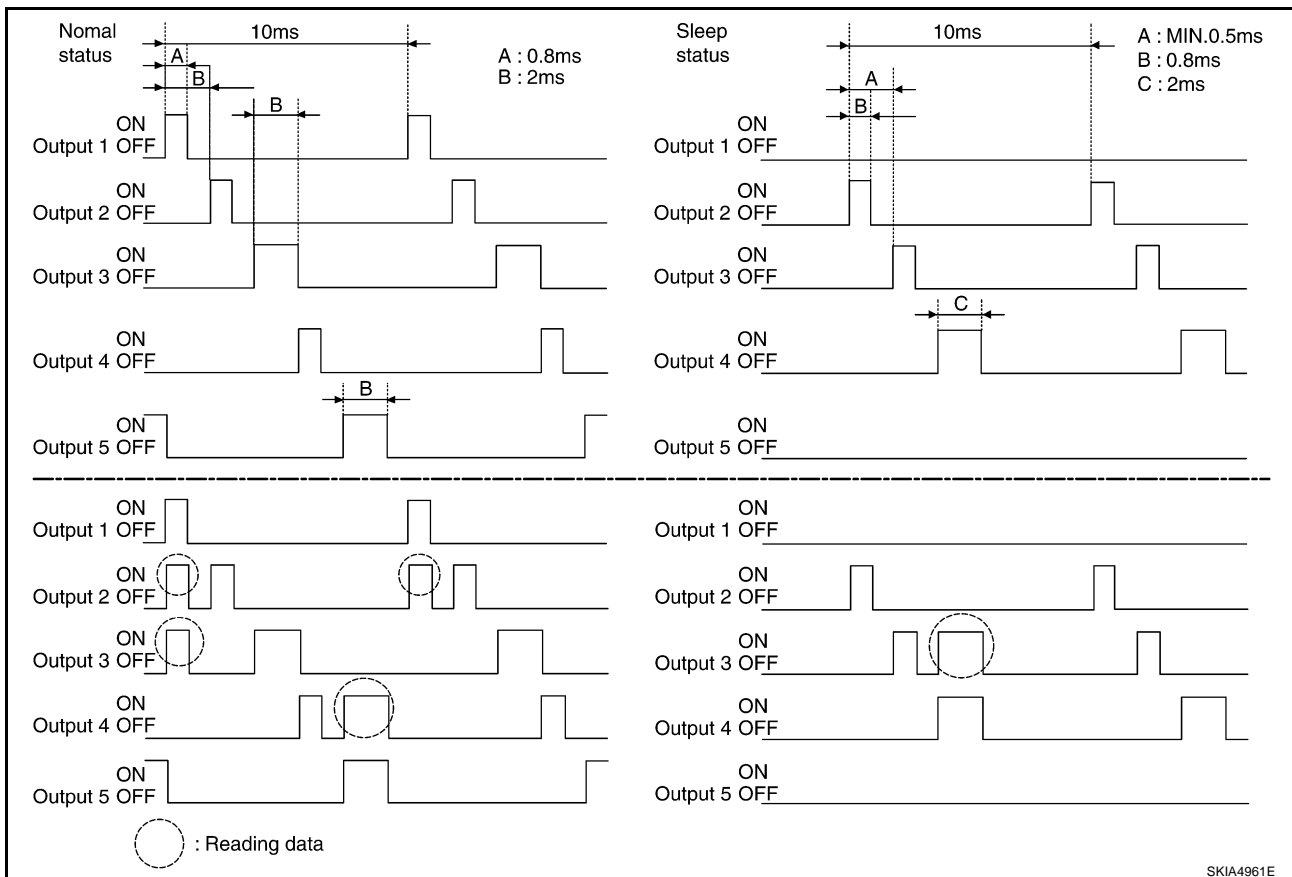 Nomal
status
10ms
A
B
B
A : 0.8ms
B : 2ms
ON
Output 1 OFF
ON
Output 2 OFF
ON
Output 3 OFF
ON
Output 4 OFF
B
ON
Output 5 OFF
Sleep
status
10ms
A
B
A : MIN.0.5ms
B : 0.8ms
C : 2ms
ON
Output 1 OFF
ON
Output 2 OFF
ON
Output 3 OFF
C
ON
Output 4 OFF
ON
Output 5 OFF
ON
Output 1 OFF
ON
Output 2 OFF
ON
Output 3 OFF
ON
Output 4 OFF
ON
Output 5 OFF
: Reading data
ON
Output 1 OFF
ON
Output 2 OFF
ON
Output 3 OFF
ON
Output 4 OFF
ON
Output 5 OFF
SKIA4961E